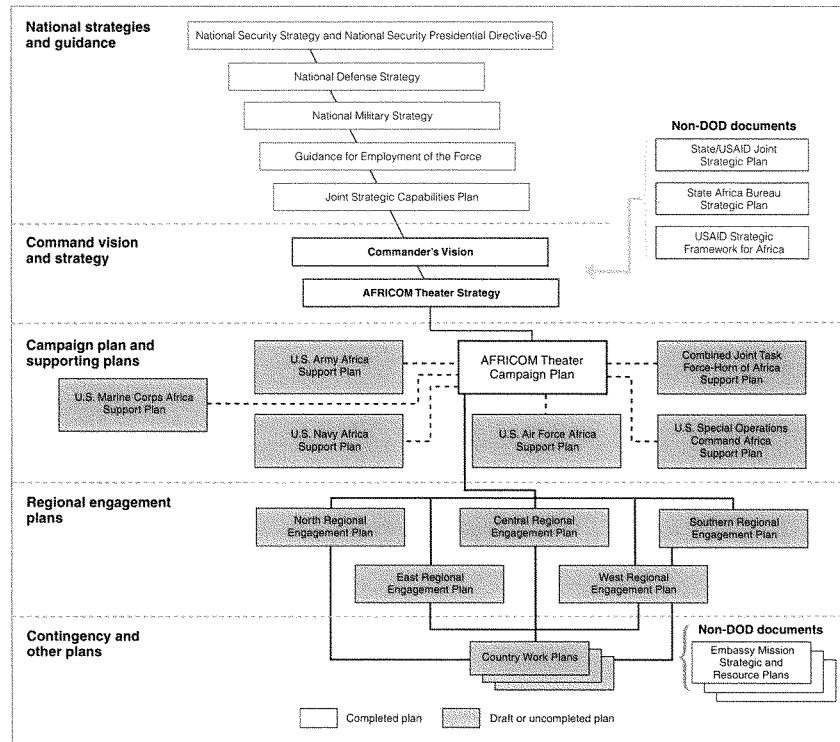 National strategies
and guidance
National Security Strategy and National Security Presidential Directive-50
National Defense Strategy
National Military Strategy
Guidance for Employment of the Force
Joint Strategic Capabilities Plan
Non-DOD documents
State/USAID Joint
Strategic Plan
State Africa Bureau
Strategic Plan
USAID Strategic
Framework for Africa
Command vision
and strategy
Commander's Vision
AFRICOM Theater Strategy
Campaign plan and
supporting plans
U.S. Army Africa
Support Plan
AFRICOM Theater
Campaign Plan
Combined Joint Task
Force-Horn of Africa
Support Plan
U.S. Marine Corps Africa
Support Plan
U.S. Navy Africa
Support Plan
U.S. Air Force Africa
Support Plan
U.S. Special Operations
Command Africa
Support Plan
Regional engagement
plans
North Regional
Engagement Plan
Central Regional
Engagement Plan
Southern Regional
Engagement Plan
East Regional
Engagement Plan
West Regional
Engagement Plan
Contingency and
other plans
Country Work Plans
Non-DOD documents
Embassy Mission
Strategic and
Resource Plans
Completed plan
Draft or uncompleted plan